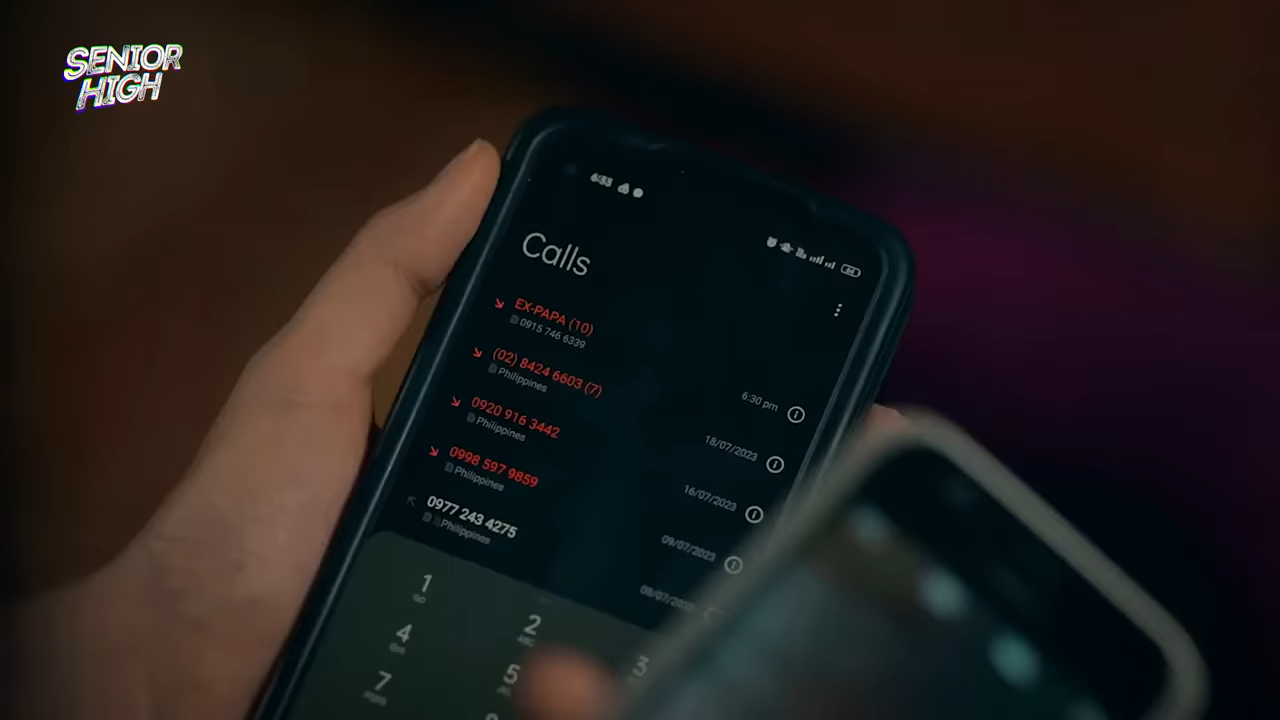 SENIOR
HIGH
Calls
EX-PAPA (10)
0915 746 6339
6:30 pm
(02) 8424 6603 (7)
Philippines
18/07/2023
0920 916 3442
Philippines
16/07/2023
0998 597 9859
Philippines
09/07/2023
0977 243 4275
Philippines
1
2
3
4
5
7